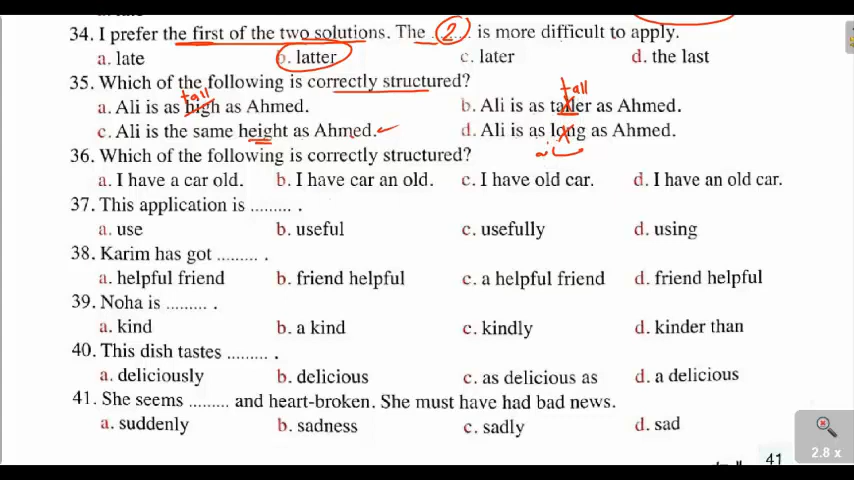 34. I prefer the first of the two solutions. The ..2.. is more difficult to apply.
a. late b. latter c. later d. the last
35. Which of the following is correctly structured?
tall tall
a. Ali is as high as Ahmed. b. Ali is as taller as Ahmed.
c. Ali is the same height as Ahmed. d. Ali is as long as Ahmed.
36. Which of the following is correctly structured?
a. I have a car old. b. I have car an old. c. I have old car. d. I have an old car.
37. This application is ......... .
a. use b. useful c. usefully d. using
38. Karim has got ......... .
a. helpful friend b. friend helpful c. a helpful friend d. friend helpful
39. Noha is ......... .
a. kind b. a kind c. kindly d. kinder than
40. This dish tastes ......... .
a. deliciously b. delicious c. as delicious as d. a delicious
41. She seems ......... and heart-broken. She must have had bad news.
a. suddenly b. sadness c. sadly d. sad
2.8 x
41